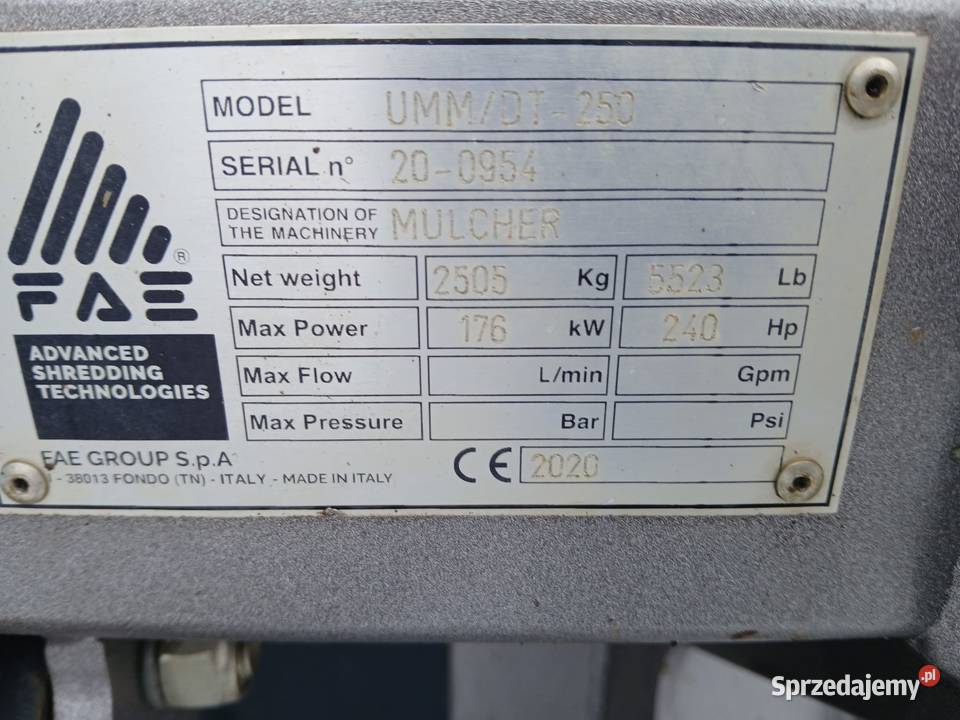 MODEL UMM/DT-250
SERIAL n° 20-0954
DESIGNATION OF
THE MACHINERY MULCHER
Net weight 2505 Kg 5523 Lb
Max Power 176 kW 240 Hp
Max Flow L/min Gpm
Max Pressure Bar Psi
FAE ®
ADVANCED
SHREDDING
TECHNOLOGIES
FAE GROUP S.p.A
- 38013 FONDO (TN) - ITALY - MADE IN ITALY
CE 2020
Sprzedajemy.pl